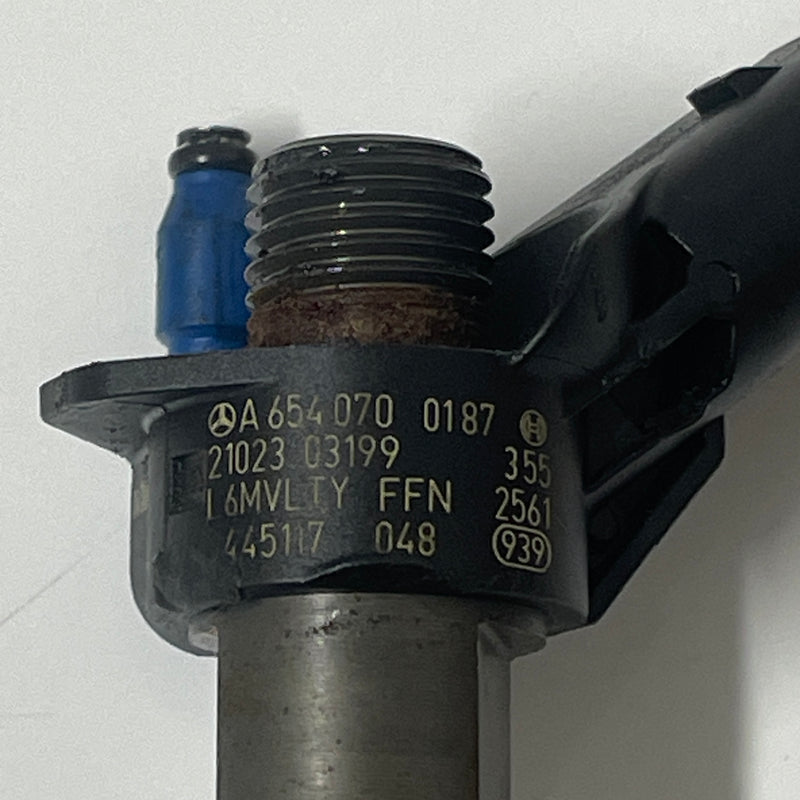 A 654 070 0187
21023 03199 355
6MVLTY FFN 2561
445117 048 939